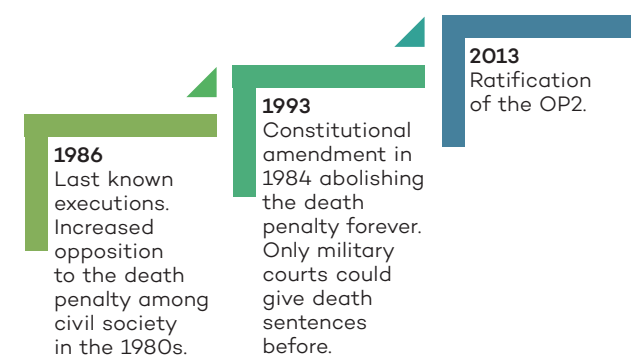 1986
Last known
executions.
Increased
opposition
to the death
penalty among
civil society
in the 1980s.
1993
Constitutional
amendment in
1984 abolishing
the death
penalty forever.
Only military
courts could
give death
sentences
before.
2013
Ratification
of the OP2.